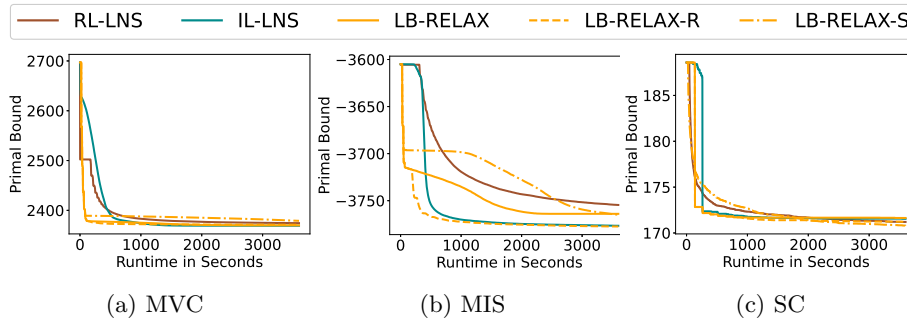 RL-LNS IL-LNS LB-RELAX LB-RELAX-R LB-RELAX-S
2700
2600
2500
2400
Primal Bound
0 1000 2000 3000
Runtime in Seconds
(a) MVC
−3600
−3650
−3700
−3750
Primal Bound
0 1000 2000 3000
Runtime in Seconds
(b) MIS
185
180
175
170
Primal Bound
0 1000 2000 3000
Runtime in Seconds
(c) SC